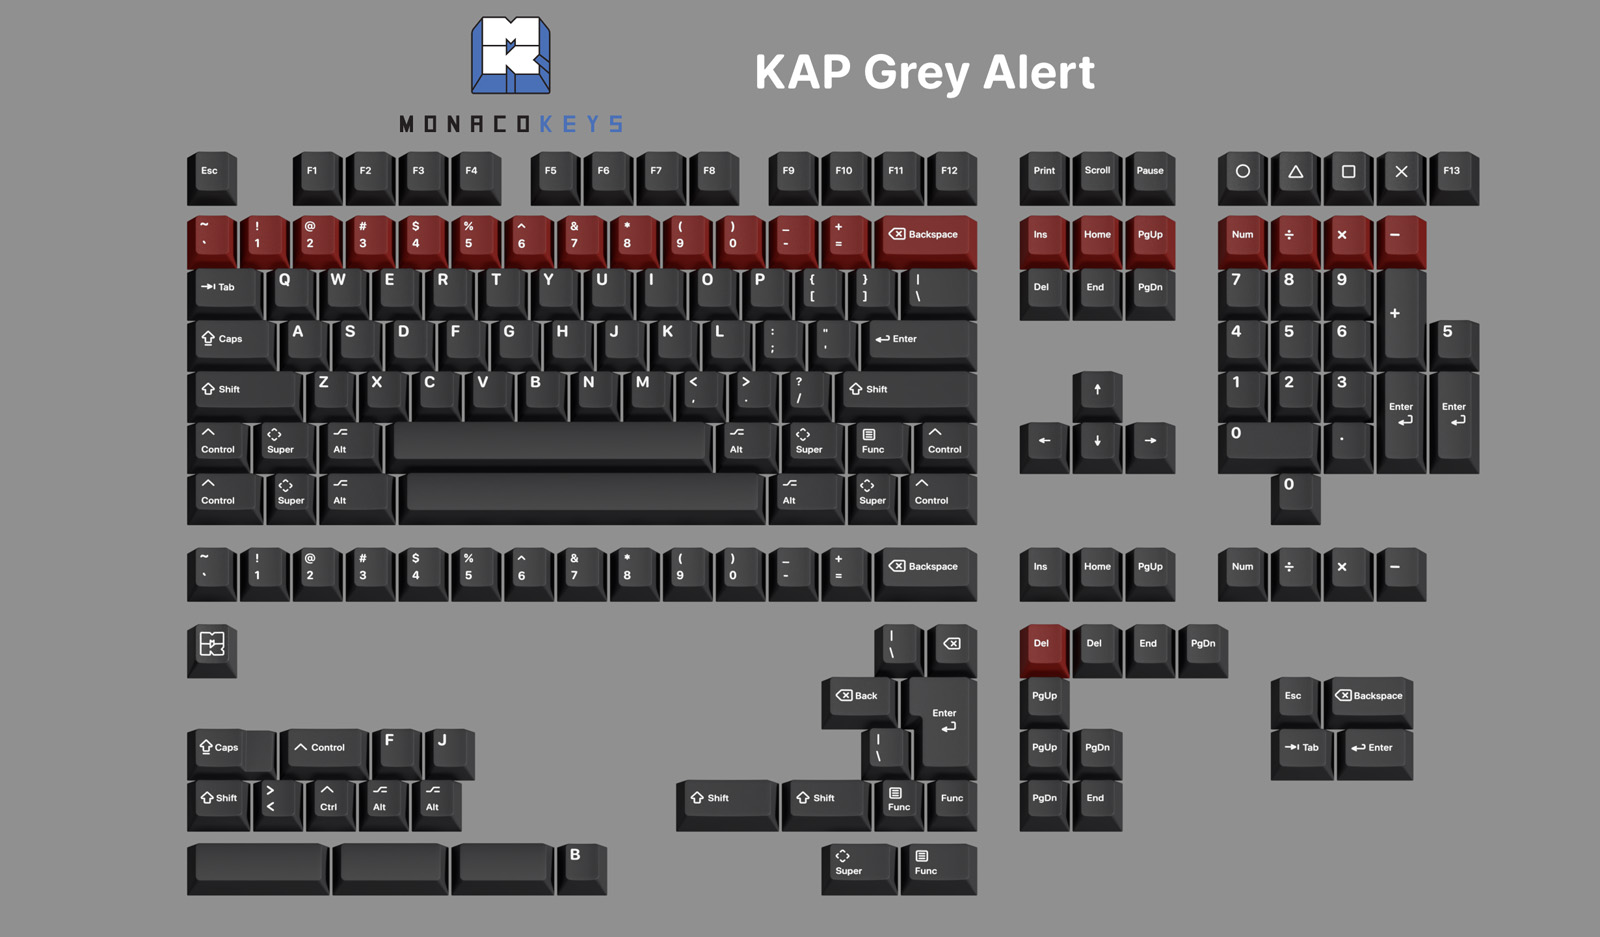 KAP Grey Alert
MONACOKEYS
Esc F1 F2 F3 F4 F5 F6 F7 F8 F9 F10 F11 F12 Print Scroll Pause ○ △ □ × F13
~ ! @ # $ % ^ & * ( ) _ +
` 1 2 3 4 5 6 7 8 9 0 - = Backspace Ins Home PgUp Num ÷ × −
Tab Q W E R T Y U I O P { } |
[ ] \ Del End PgDn 7 8 9 +
Caps A S D F G H J K L : "
; ' Enter 4 5 6 5
Shift Z X C V B N M < > ?
, . / Shift ↑ 1 2 3 Enter Enter
Control Super Alt Alt Super Func Control ← ↓ → 0 .
Control Super Alt Alt Super Control 0
~ ! @ # $ % ^ & * ( ) _ +
` 1 2 3 4 5 6 7 8 9 0 - = Backspace Ins Home PgUp Num ÷ × −
| \ Del Del End PgDn
Back Enter PgUp Esc Backspace
Caps Control F J | \ PgUp PgDn Tab Enter
Shift > < Ctrl Alt Alt Shift Shift Func Func PgDn End
B Super Func